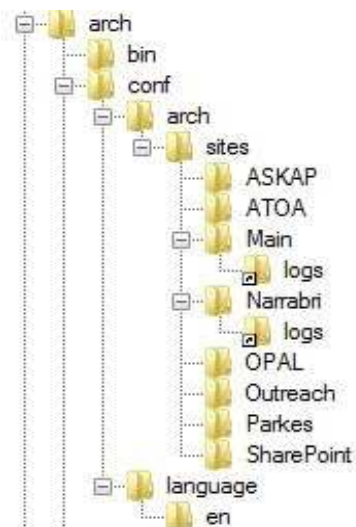 arch
bin
conf
arch
sites
ASKAP
ATOA
Main
logs
Narrabri
logs
OPAL
Outreach
Parkes
SharePoint
language
en